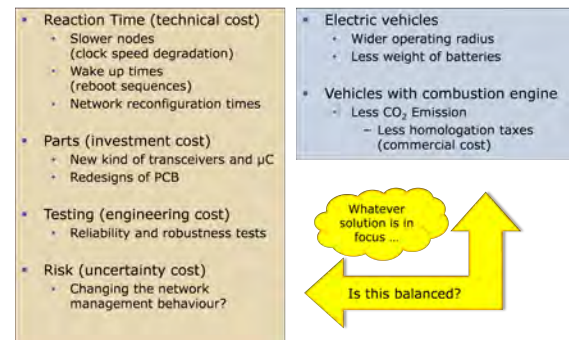 Reaction Time (technical cost)
Slower nodes
(clock speed degradation)
Wake up times
(reboot sequences)
Network reconfiguration times
Parts (investment cost)
New kind of transceivers and µC
Redesigns of PCB
Testing (engineering cost)
Reliability and robustness tests
Risk (uncertainty cost)
Changing the network
management behaviour?
Electric vehicles
Wider operating radius
Less weight of batteries
Vehicles with combustion engine
Less CO₂ Emission
– Less homologation taxes
(commercial cost)
Whatever
solution is in
focus ...
Is this balanced?